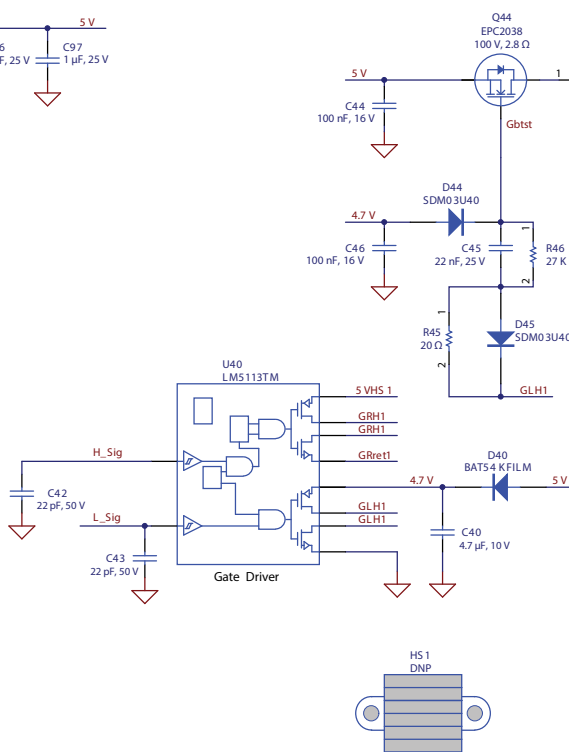 5 V
C97
1 µF, 25 V
6
F, 25 V
Q44
EPC2038
100 V, 2.8 Ω
5 V
1
C44
100 nF, 16 V
Gbtst
D44
SDM03U40
4.7 V
C46
100 nF, 16 V
C45
22 nF, 25 V
1
2
R46
27 K
1
R45
20 Ω
2
D45
SDM03U40
GLH1
U40
LM5113TM
5 VHS 1
GRH1
GRH1
GRret1
H_Sig
C42
22 pF, 50 V
L_Sig
C43
22 pF, 50 V
4.7 V
D40
BAT54 KFILM
5 V
GLH1
GLH1
C40
4.7 µF, 10 V
Gate Driver
HS 1
DNP